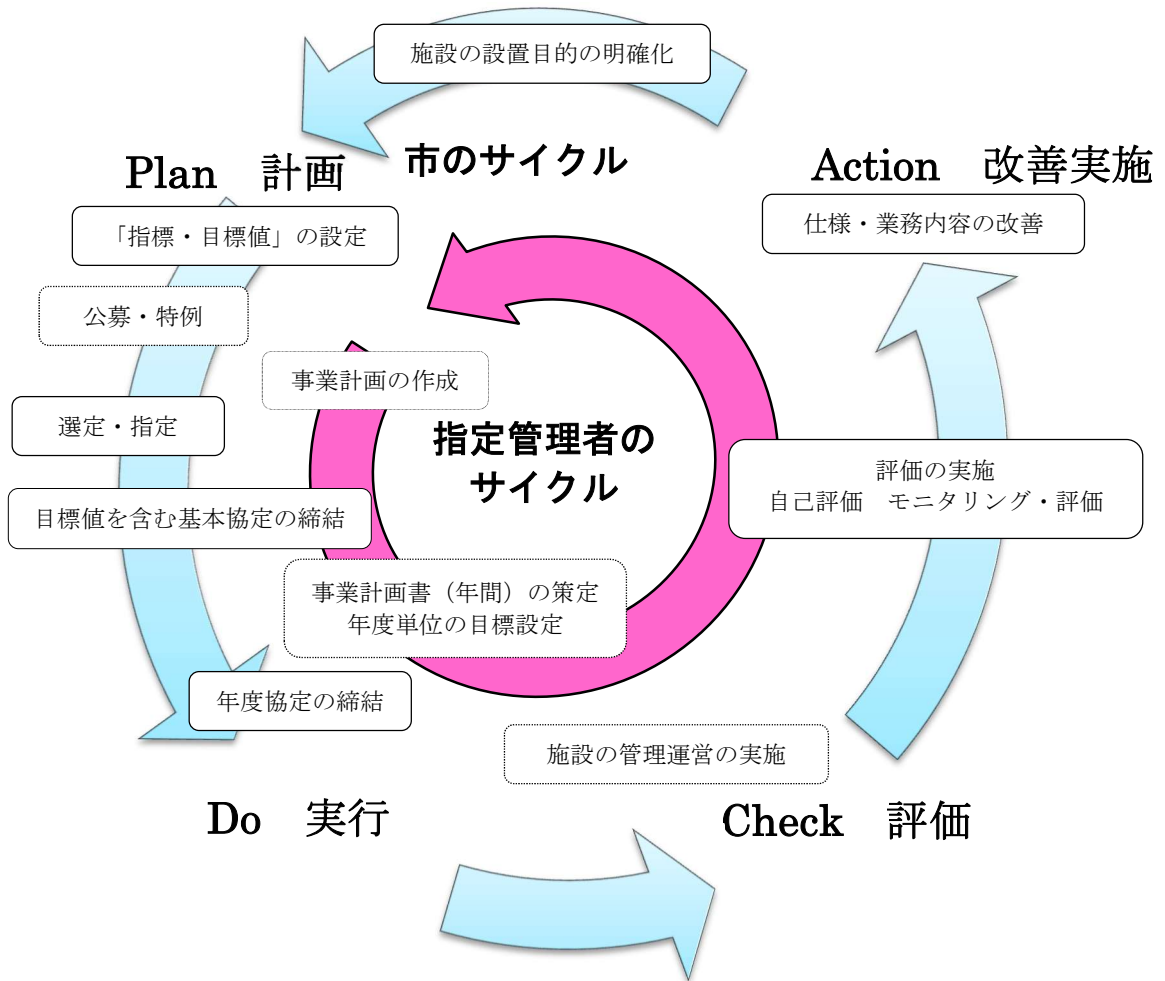 施設の設置目的の明確化
市のサイクル
Plan　計画
Action　改善実施
「指標・目標値」の設定
仕様・業務内容の改善
公募・特例
事業計画の作成
選定・指定
指定管理者の
サイクル
評価の実施
自己評価　モニタリング・評価
目標値を含む基本協定の締結
事業計画書（年間）の策定
年度単位の目標設定
年度協定の締結
施設の管理運営の実施
Do　実行
Check　評価